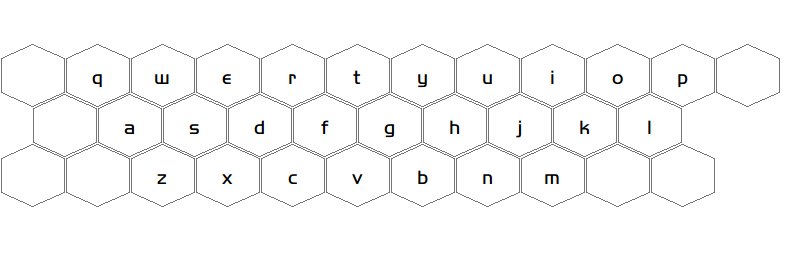 q w e r t y u i o p
a s d f g h j k l
z x c v b n m